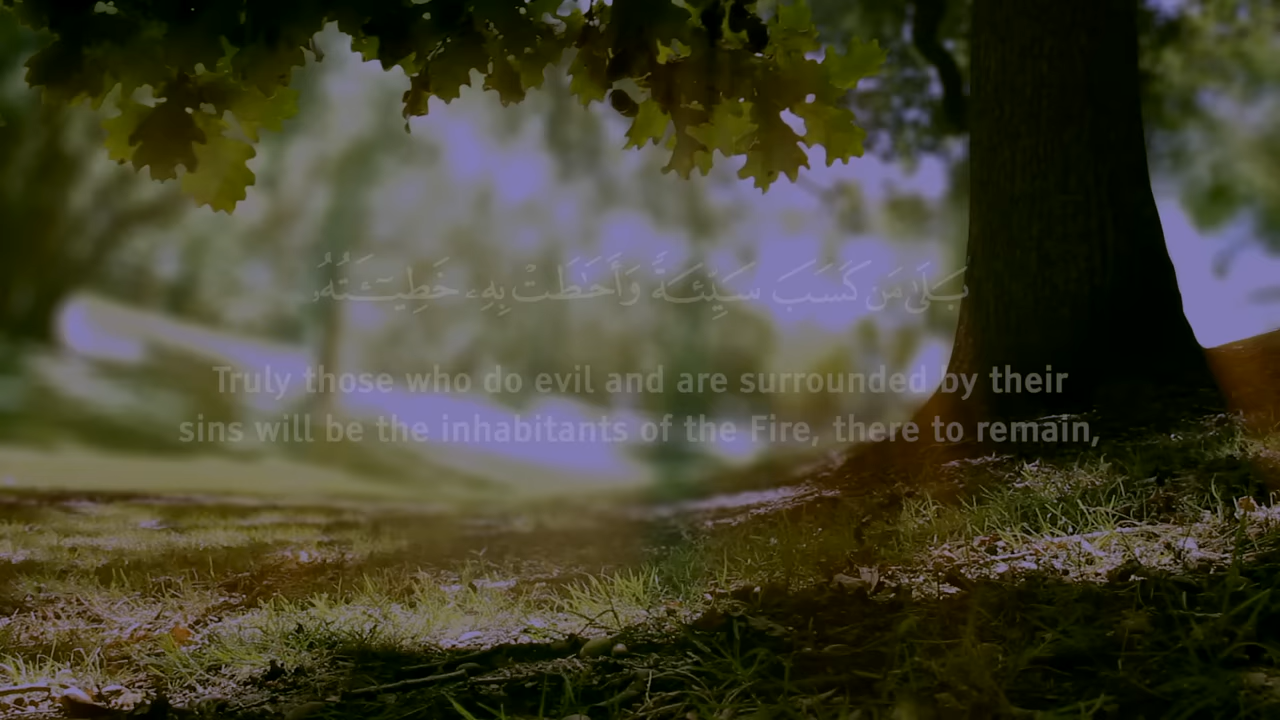 بَلَىٰ مَن كَسَبَ سَيِّئَةً وَأَحَٰطَتْ بِهِۦ خَطِيٓـَٔتُهُۥ
Truly those who do evil and are surrounded by their
sins will be the inhabitants of the Fire, there to remain,